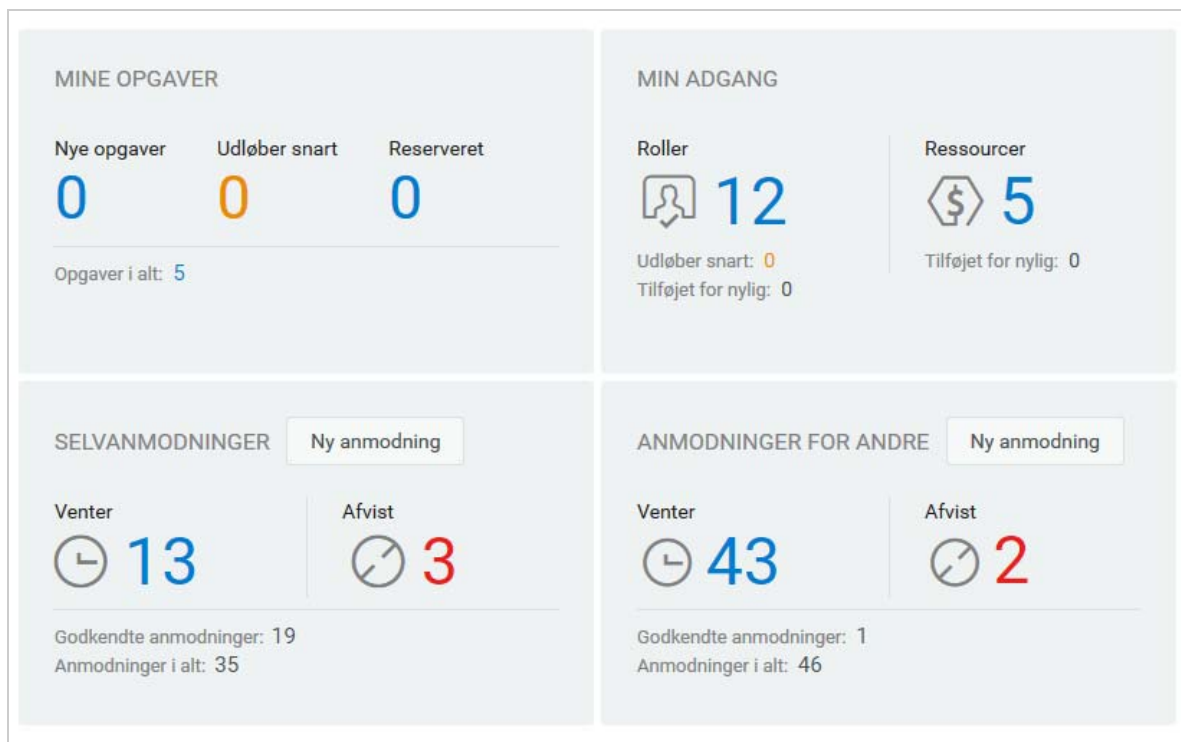 MINE OPGAVER
Nye opgaver Udløber snart Reserveret
0 0 0
Opgaver i alt: 5
MIN ADGANG
Roller Ressourcer
12 5
Udløber snart: 0 Tilføjet for nylig: 0
Tilføjet for nylig: 0
SELVANMODNINGER Ny anmodning
Venter Afvist
13 3
Godkendte anmodninger: 19
Anmodninger i alt: 35
ANMODNINGER FOR ANDRE Ny anmodning
Venter Afvist
43 2
Godkendte anmodninger: 1
Anmodninger i alt: 46